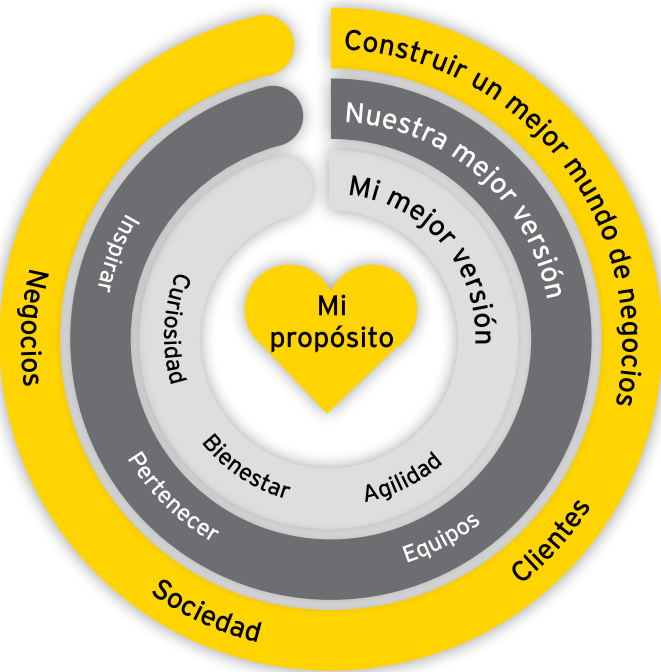 Construir un mejor mundo de negocios
Clientes
Sociedad
Negocios
Nuestra mejor versión
Equipos
Pertenecer
Inspirar
Mi mejor versión
Agilidad
Bienestar
Curiosidad
Mi
propósito